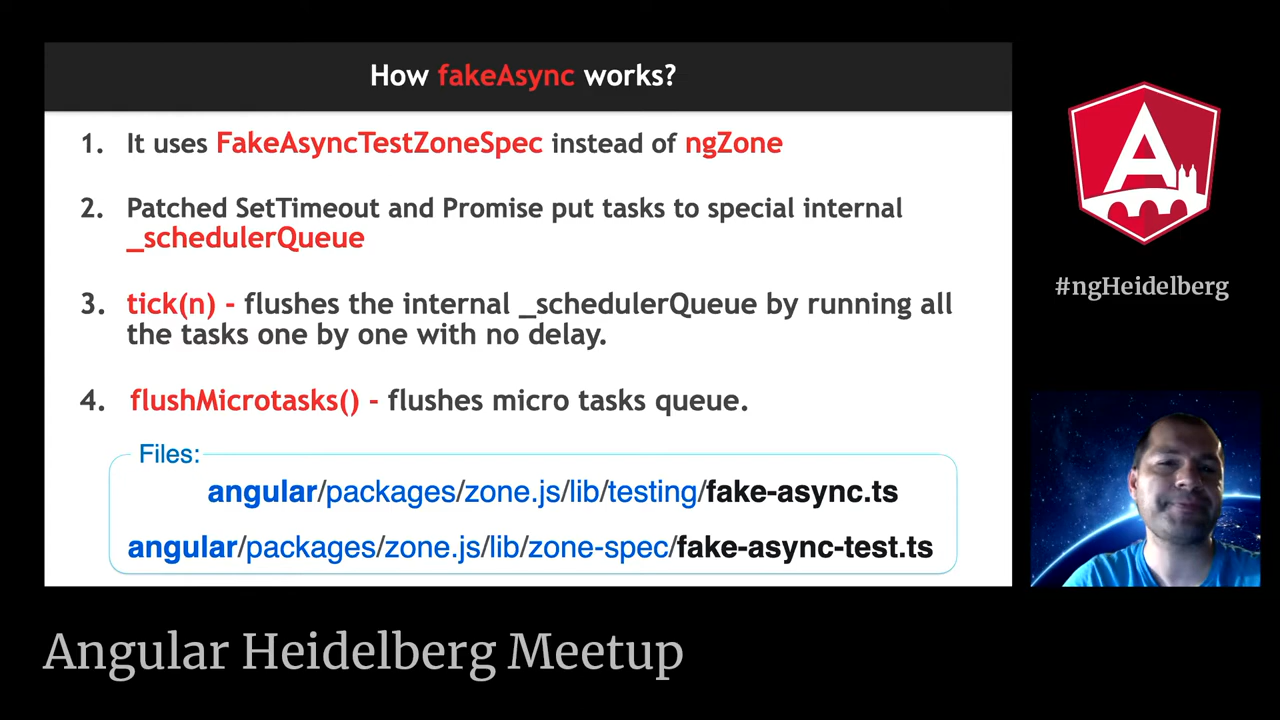 How fakeAsync works?
1. It uses FakeAsyncTestZoneSpec instead of ngZone
2. Patched SetTimeout and Promise put tasks to special internal
_schedulerQueue
3. tick(n) - flushes the internal _schedulerQueue by running all
the tasks one by one with no delay.
4. flushMicrotasks() - flushes micro tasks queue.
Files:
angular/packages/zone.js/lib/testing/fake-async.ts
angular/packages/zone.js/lib/zone-spec/fake-async-test.ts
A
#ngHeidelberg
Angular Heidelberg Meetup